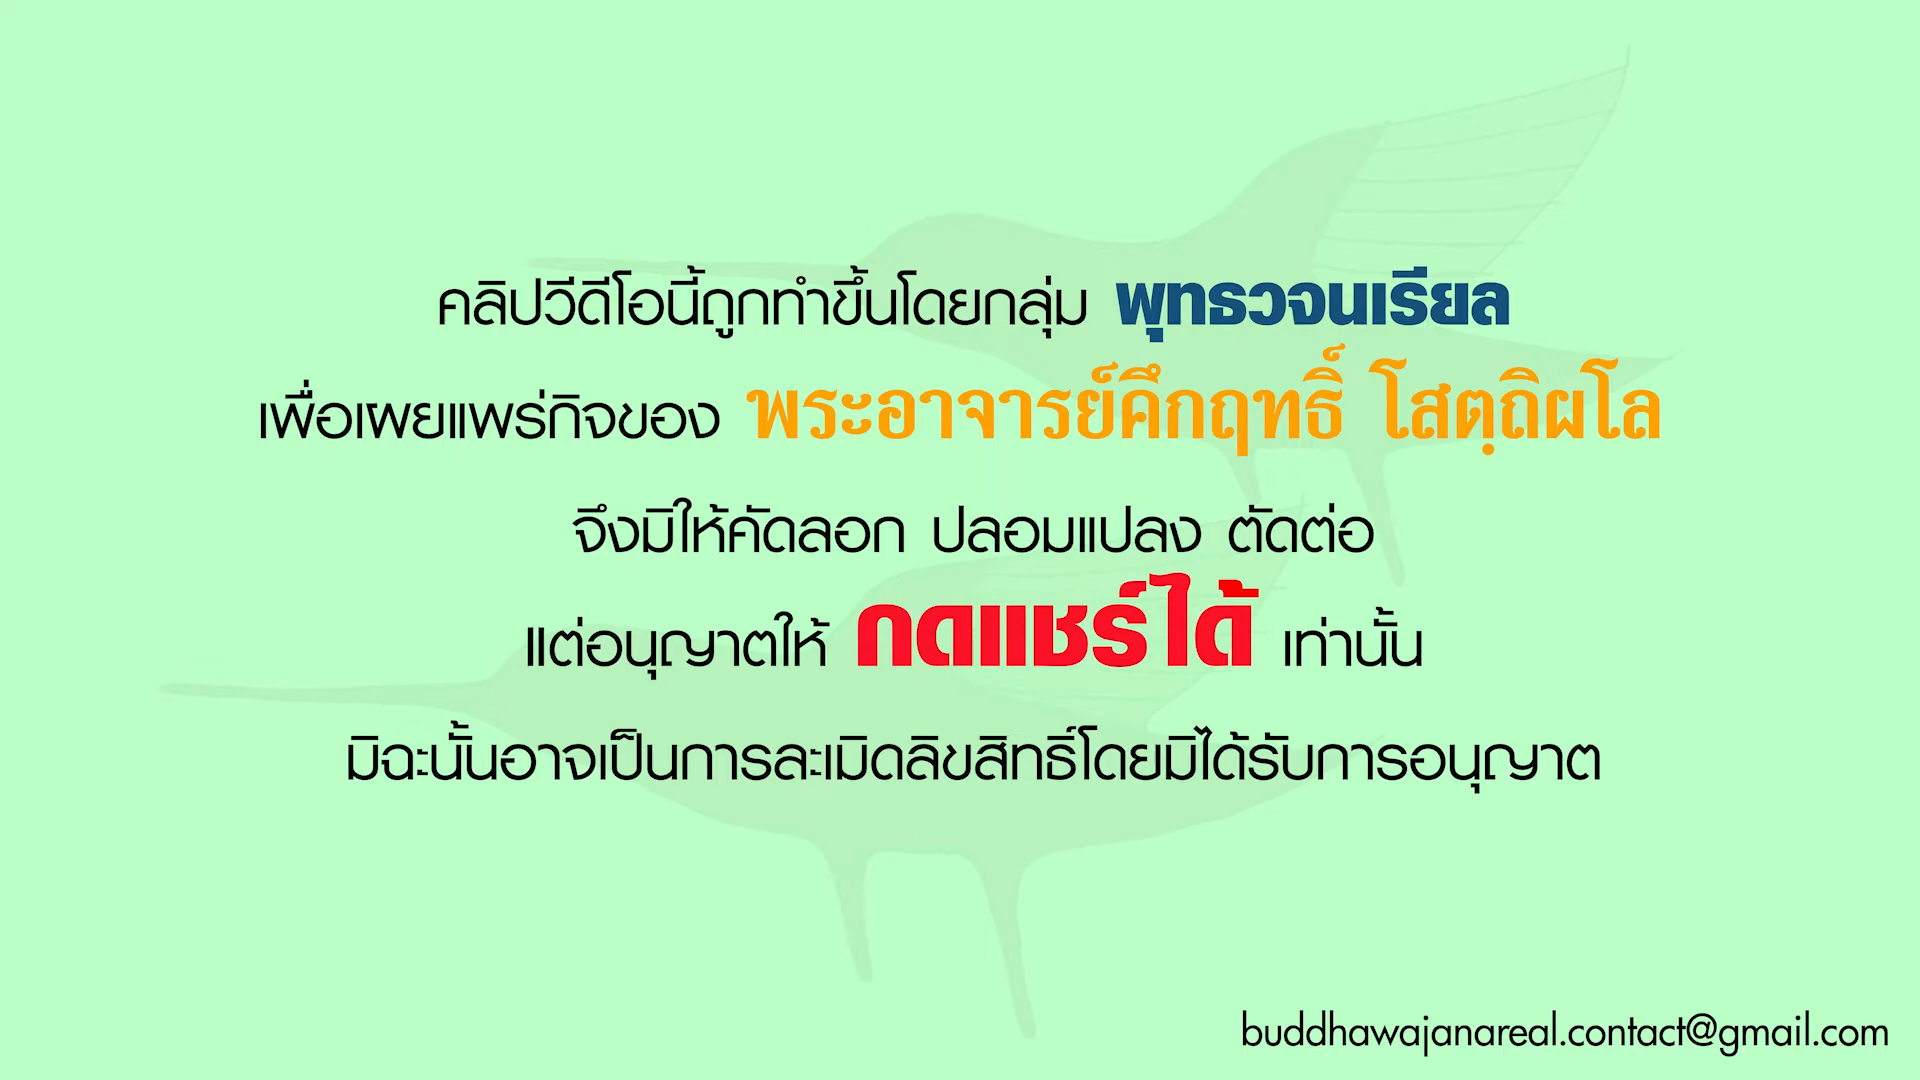 คลิปวีดีโอนี้ถูกทำขึ้นโดยกลุ่ม พุทธวจนเรียล
เพื่อเผยแพร่กิจของ พระอาจารย์คึกฤทธิ์ โสตฺถิผโล
จึงมิให้คัดลอก ปลอมแปลง ตัดต่อ
แต่อนุญาตให้ กดแชร์ได้ เท่านั้น
มิฉะนั้นอาจเป็นการละเมิดลิขสิทธิ์โดยมิได้รับการอนุญาต
buddhawajanareal.contact@gmail.com